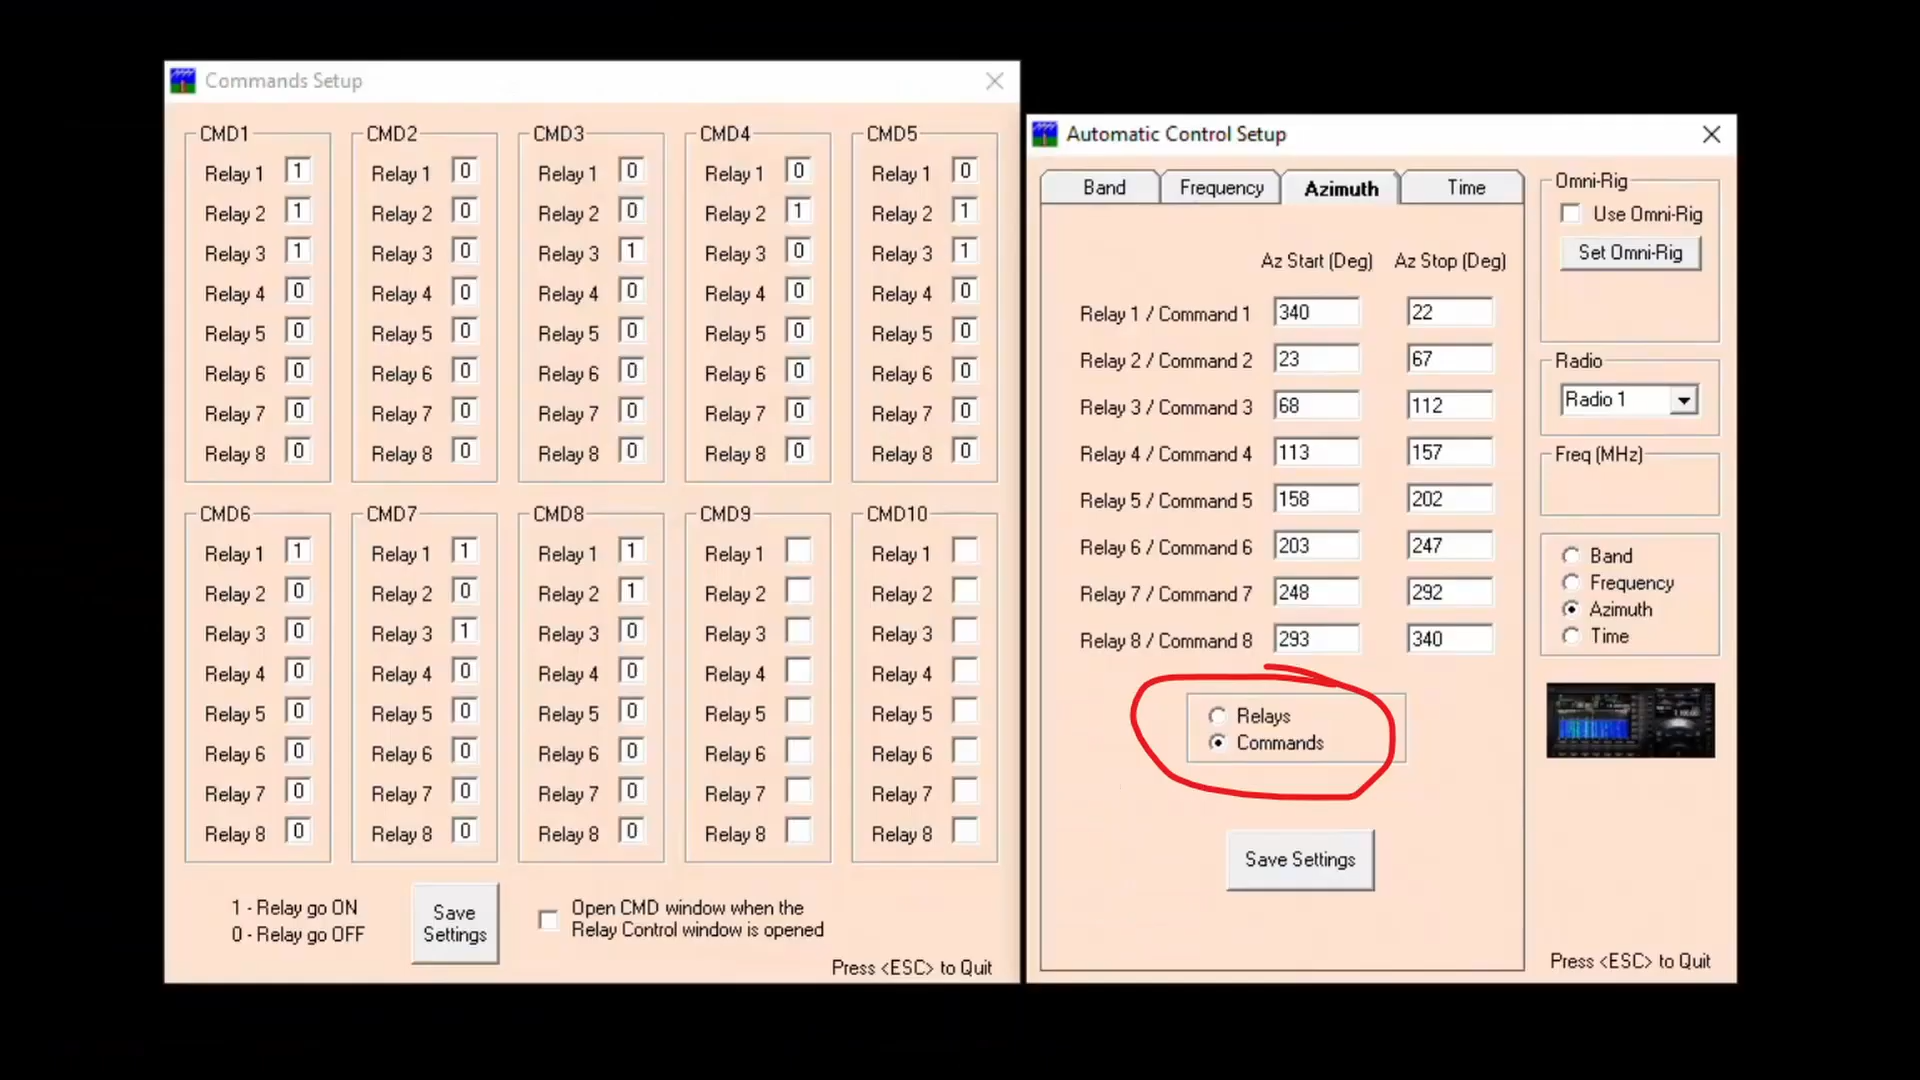 Commands Setup
CMD1 CMD2 CMD3 CMD4 CMD5
Relay 1 1 Relay 1 0 Relay 1 0 Relay 1 0 Relay 1 0
Relay 2 1 Relay 2 0 Relay 2 0 Relay 2 1 Relay 2 1
Relay 3 1 Relay 3 0 Relay 3 1 Relay 3 0 Relay 3 1
Relay 4 0 Relay 4 0 Relay 4 0 Relay 4 0 Relay 4 0
Relay 5 0 Relay 5 0 Relay 5 0 Relay 5 0 Relay 5 0
Relay 6 0 Relay 6 0 Relay 6 0 Relay 6 0 Relay 6 0
Relay 7 0 Relay 7 0 Relay 7 0 Relay 7 0 Relay 7 0
Relay 8 0 Relay 8 0 Relay 8 0 Relay 8 0 Relay 8 0
CMD6 CMD7 CMD8 CMD9 CMD10
Relay 1 1 Relay 1 1 Relay 1 1 Relay 1 Relay 1
Relay 2 0 Relay 2 0 Relay 2 1 Relay 2 Relay 2
Relay 3 0 Relay 3 1 Relay 3 0 Relay 3 Relay 3
Relay 4 0 Relay 4 0 Relay 4 0 Relay 4 Relay 4
Relay 5 0 Relay 5 0 Relay 5 0 Relay 5 Relay 5
Relay 6 0 Relay 6 0 Relay 6 0 Relay 6 Relay 6
Relay 7 0 Relay 7 0 Relay 7 0 Relay 7 Relay 7
Relay 8 0 Relay 8 0 Relay 8 0 Relay 8 Relay 8
1 - Relay go ON
0 - Relay go OFF
Save
Settings
Open CMD window when the
Relay Control window is opened
Press <ESC> to Quit
Automatic Control Setup
Band Frequency Azimuth Time
Az Start (Deg) Az Stop (Deg)
Relay 1 / Command 1 340 22
Relay 2 / Command 2 23 67
Relay 3 / Command 3 68 112
Relay 4 / Command 4 113 157
Relay 5 / Command 5 158 202
Relay 6 / Command 6 203 247
Relay 7 / Command 7 248 292
Relay 8 / Command 8 293 340
Relays
Commands
Save Settings
Omni-Rig
Use Omni-Rig
Set Omni-Rig
Radio
Radio 1
Freq (MHz)
Band
Frequency
Azimuth
Time
Press <ESC> to Quit